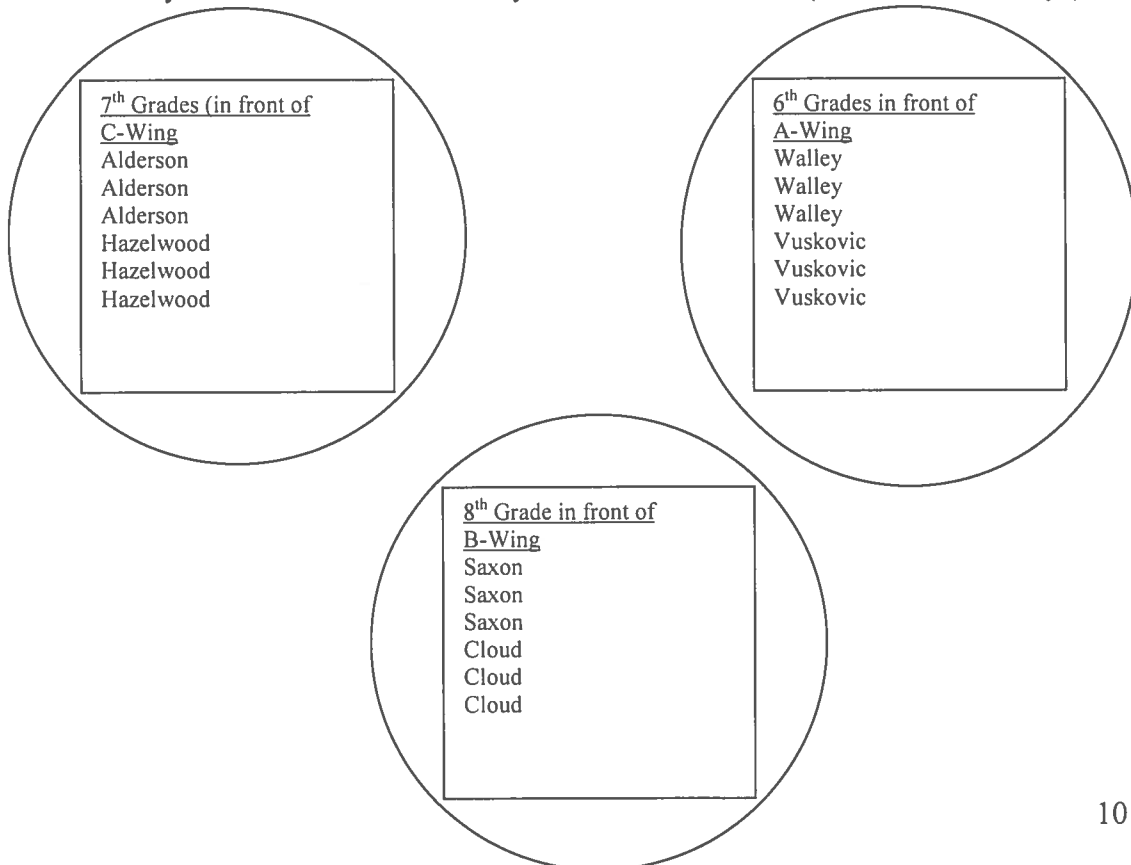 7th Grades (in front of
C-Wing
Alderson
Alderson
Alderson
Hazelwood
Hazelwood
Hazelwood
6th Grades in front of
A-Wing
Walley
Walley
Walley
Vuskovic
Vuskovic
Vuskovic
8th Grade in front of
B-Wing
Saxon
Saxon
Saxon
Cloud
Cloud
Cloud
10